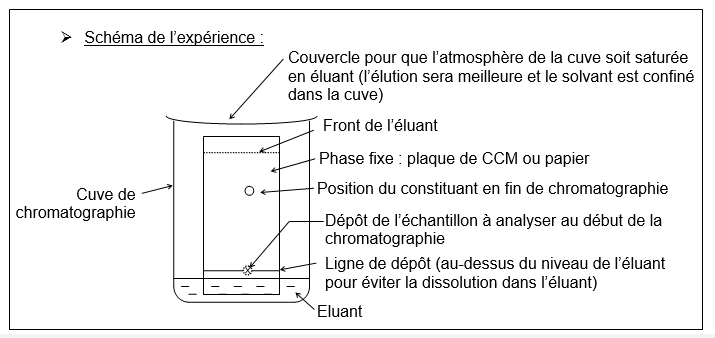 ➢ Schéma de l'expérience :
Couvercle pour que l'atmosphère de la cuve soit saturée
en éluant (l'élution sera meilleure et le solvant est confiné
dans la cuve)
Front de l'éluant
Phase fixe : plaque de CCM ou papier
Cuve de
chromatographie
Position du constituant en fin de chromatographie
Dépôt de l'échantillon à analyser au début de la
chromatographie
Ligne de dépôt (au-dessus du niveau de l'éluant
pour éviter la dissolution dans l'éluant)
Eluant